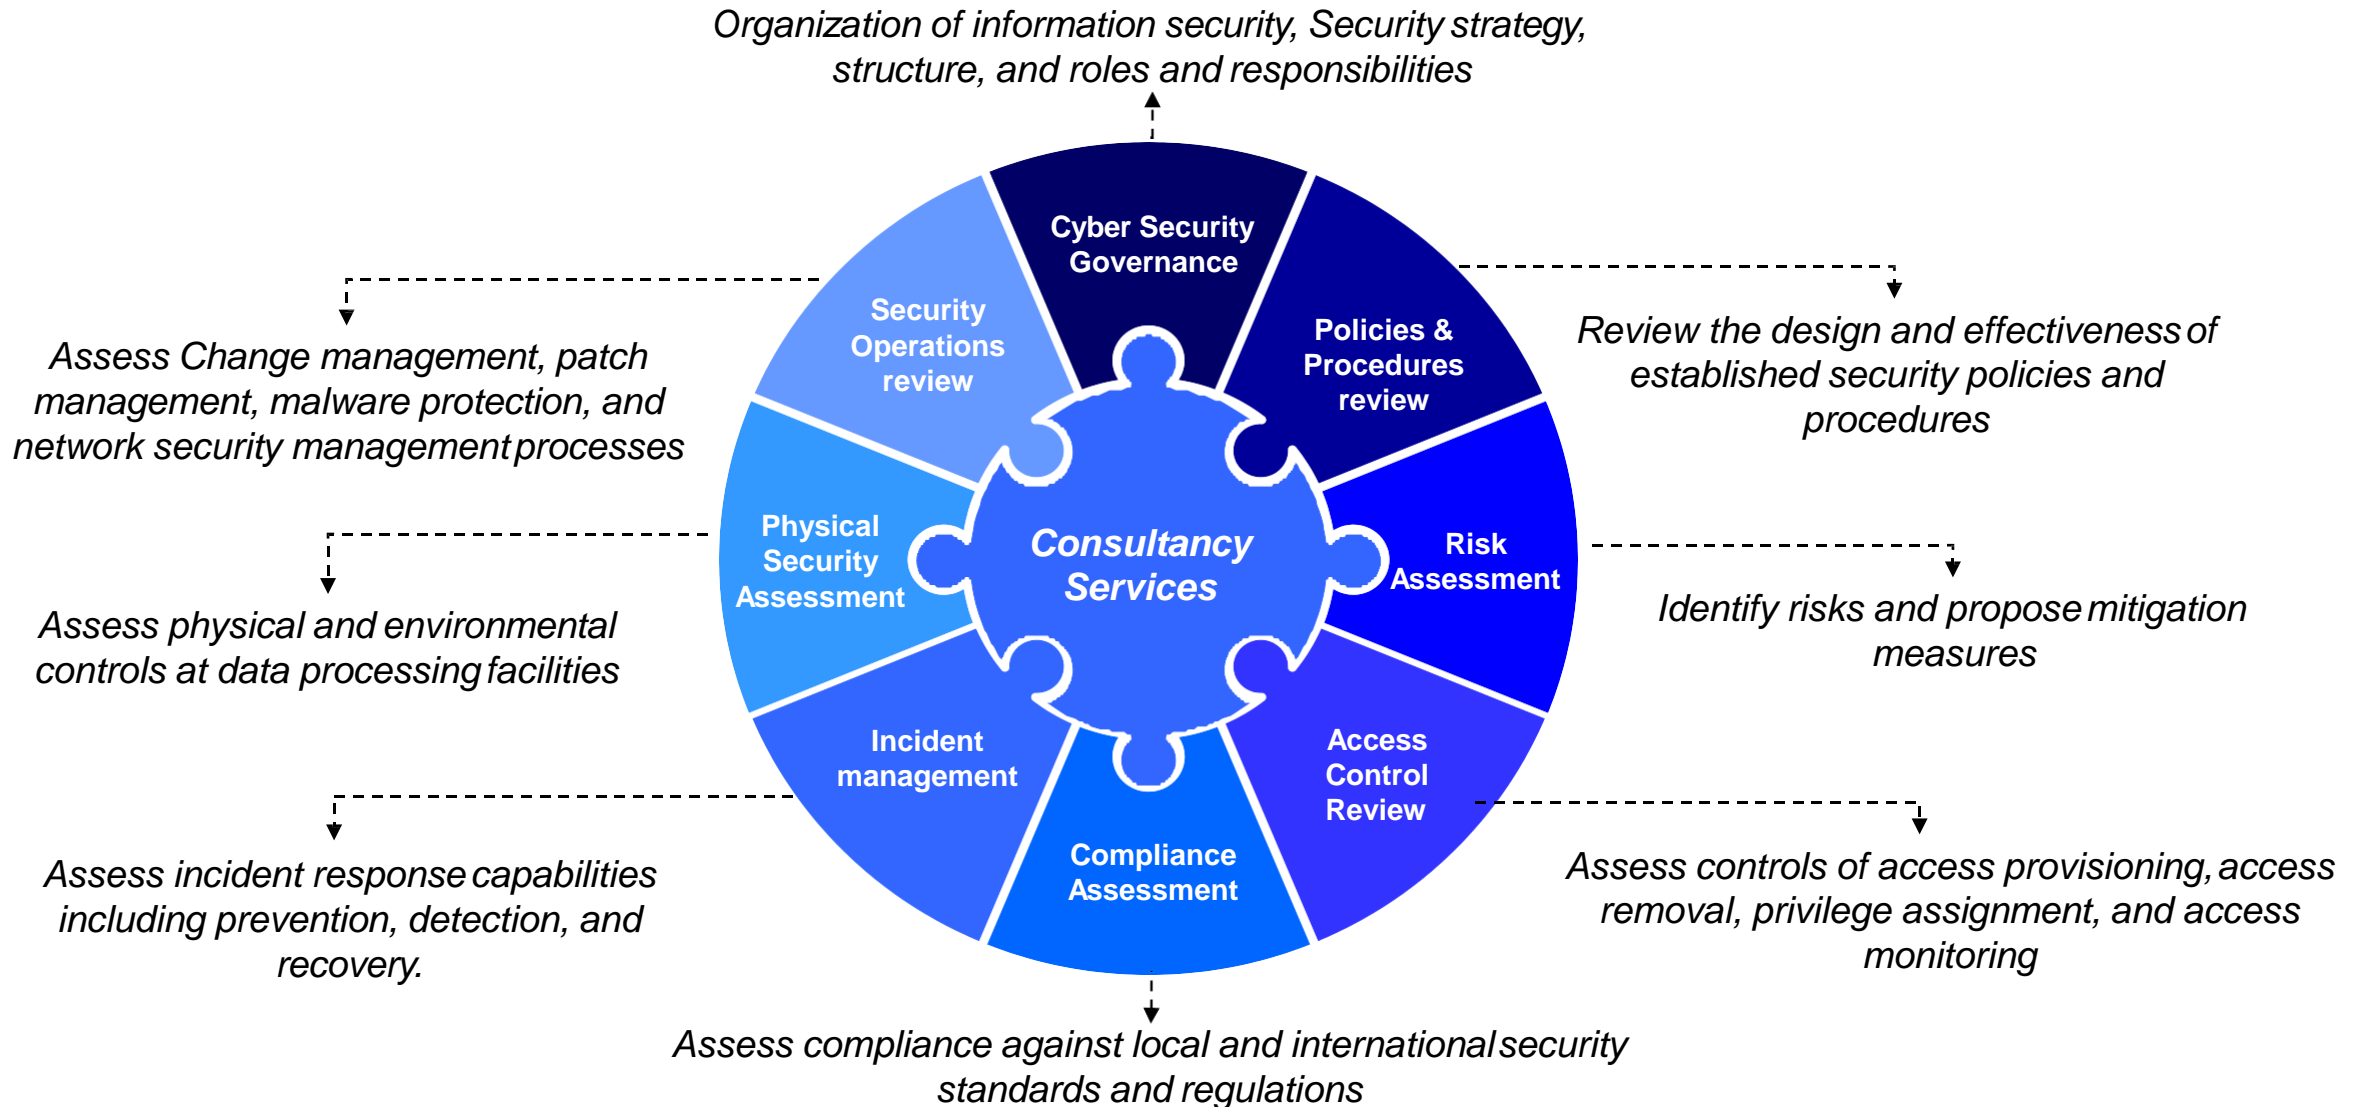 Organization of information security, Security strategy,
structure, and roles and responsibilities
Cyber Security
Governance
Policies &
Procedures
review
Review the design and effectiveness of
established security policies and
procedures
Risk
Assessment
Identify risks and propose mitigation
measures
Access
Control
Review
Assess controls of access provisioning, access
removal, privilege assignment, and access
monitoring
Compliance
Assessment
Assess compliance against local and international security
standards and regulations
Incident
management
Assess incident response capabilities
including prevention, detection, and
recovery.
Physical
Security
Assessment
Assess physical and environmental
controls at data processing facilities
Security
Operations
review
Assess Change management, patch
management, malware protection, and
network security management processes
Consultancy
Services